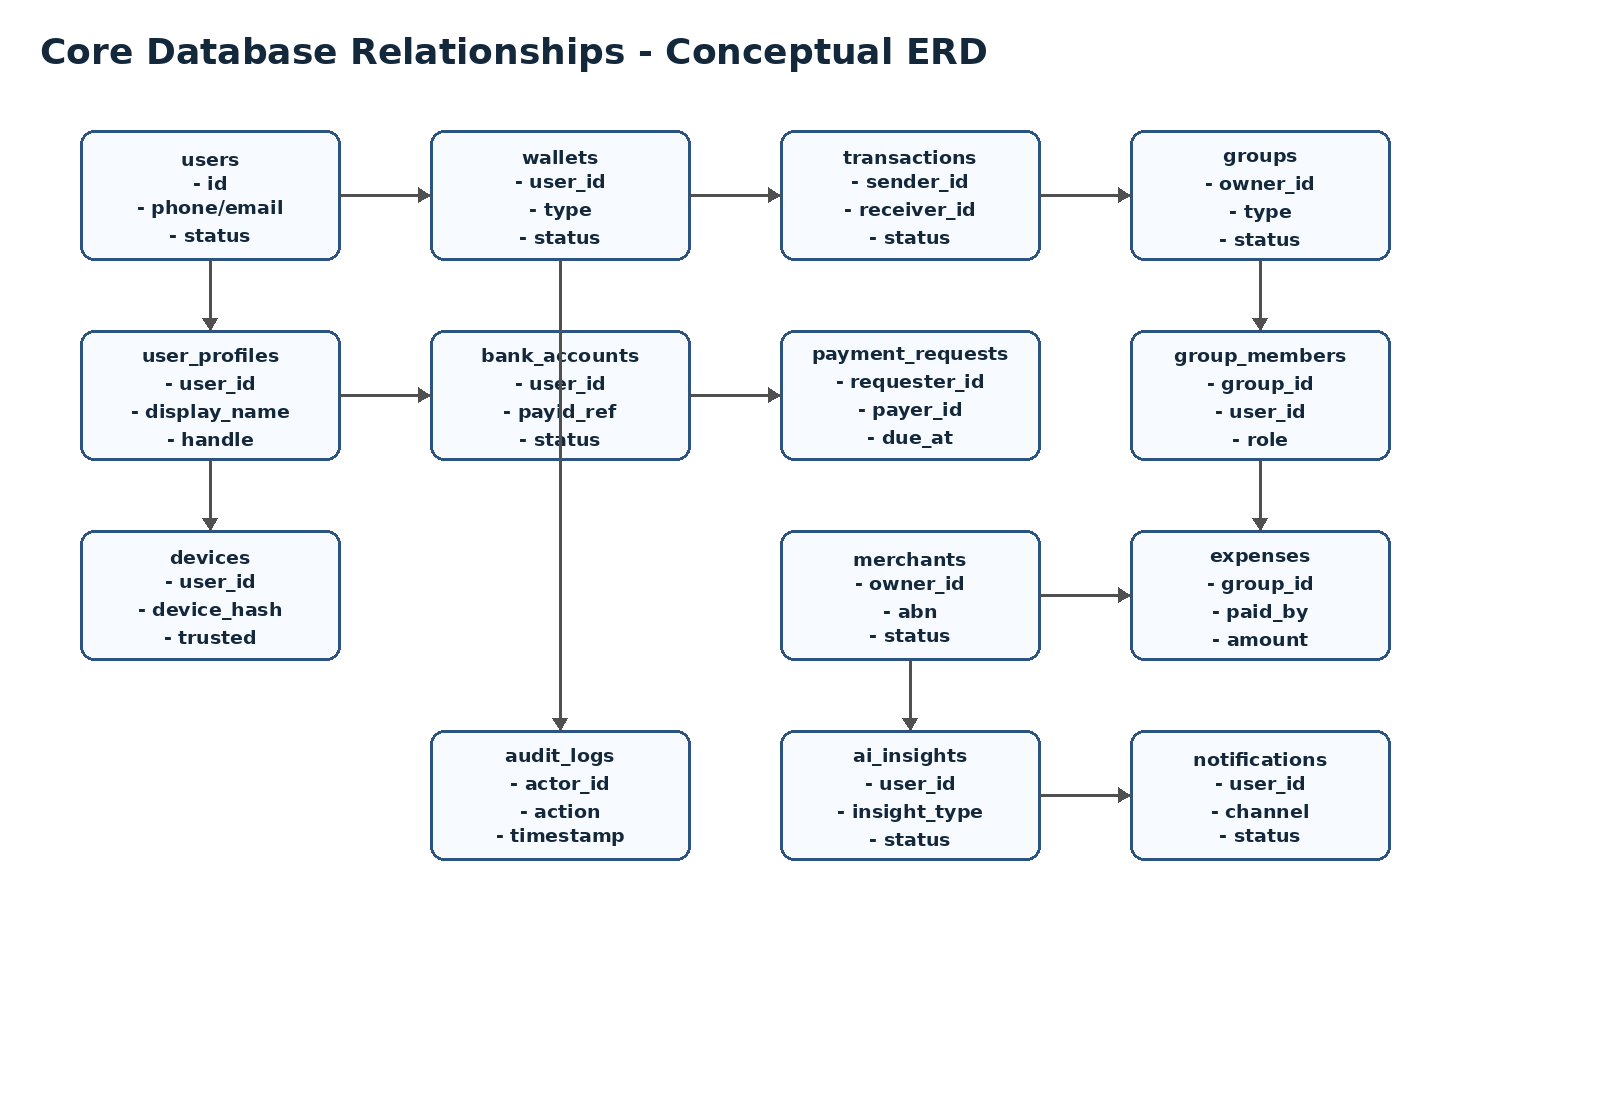 Core Database Relationships - Conceptual ERD
users
- id
- phone/email
- status
wallets
- user_id
- type
- status
transactions
- sender_id
- receiver_id
- status
groups
- owner_id
- type
- status
user_profiles
- user_id
- display_name
- handle
bank_accounts
- user_id
- payid_ref
- status
payment_requests
- requester_id
- payer_id
- due_at
group_members
- group_id
- user_id
- role
devices
- user_id
- device_hash
- trusted
merchants
- owner_id
- abn
- status
expenses
- group_id
- paid_by
- amount
audit_logs
- actor_id
- action
- timestamp
ai_insights
- user_id
- insight_type
- status
notifications
- user_id
- channel
- status